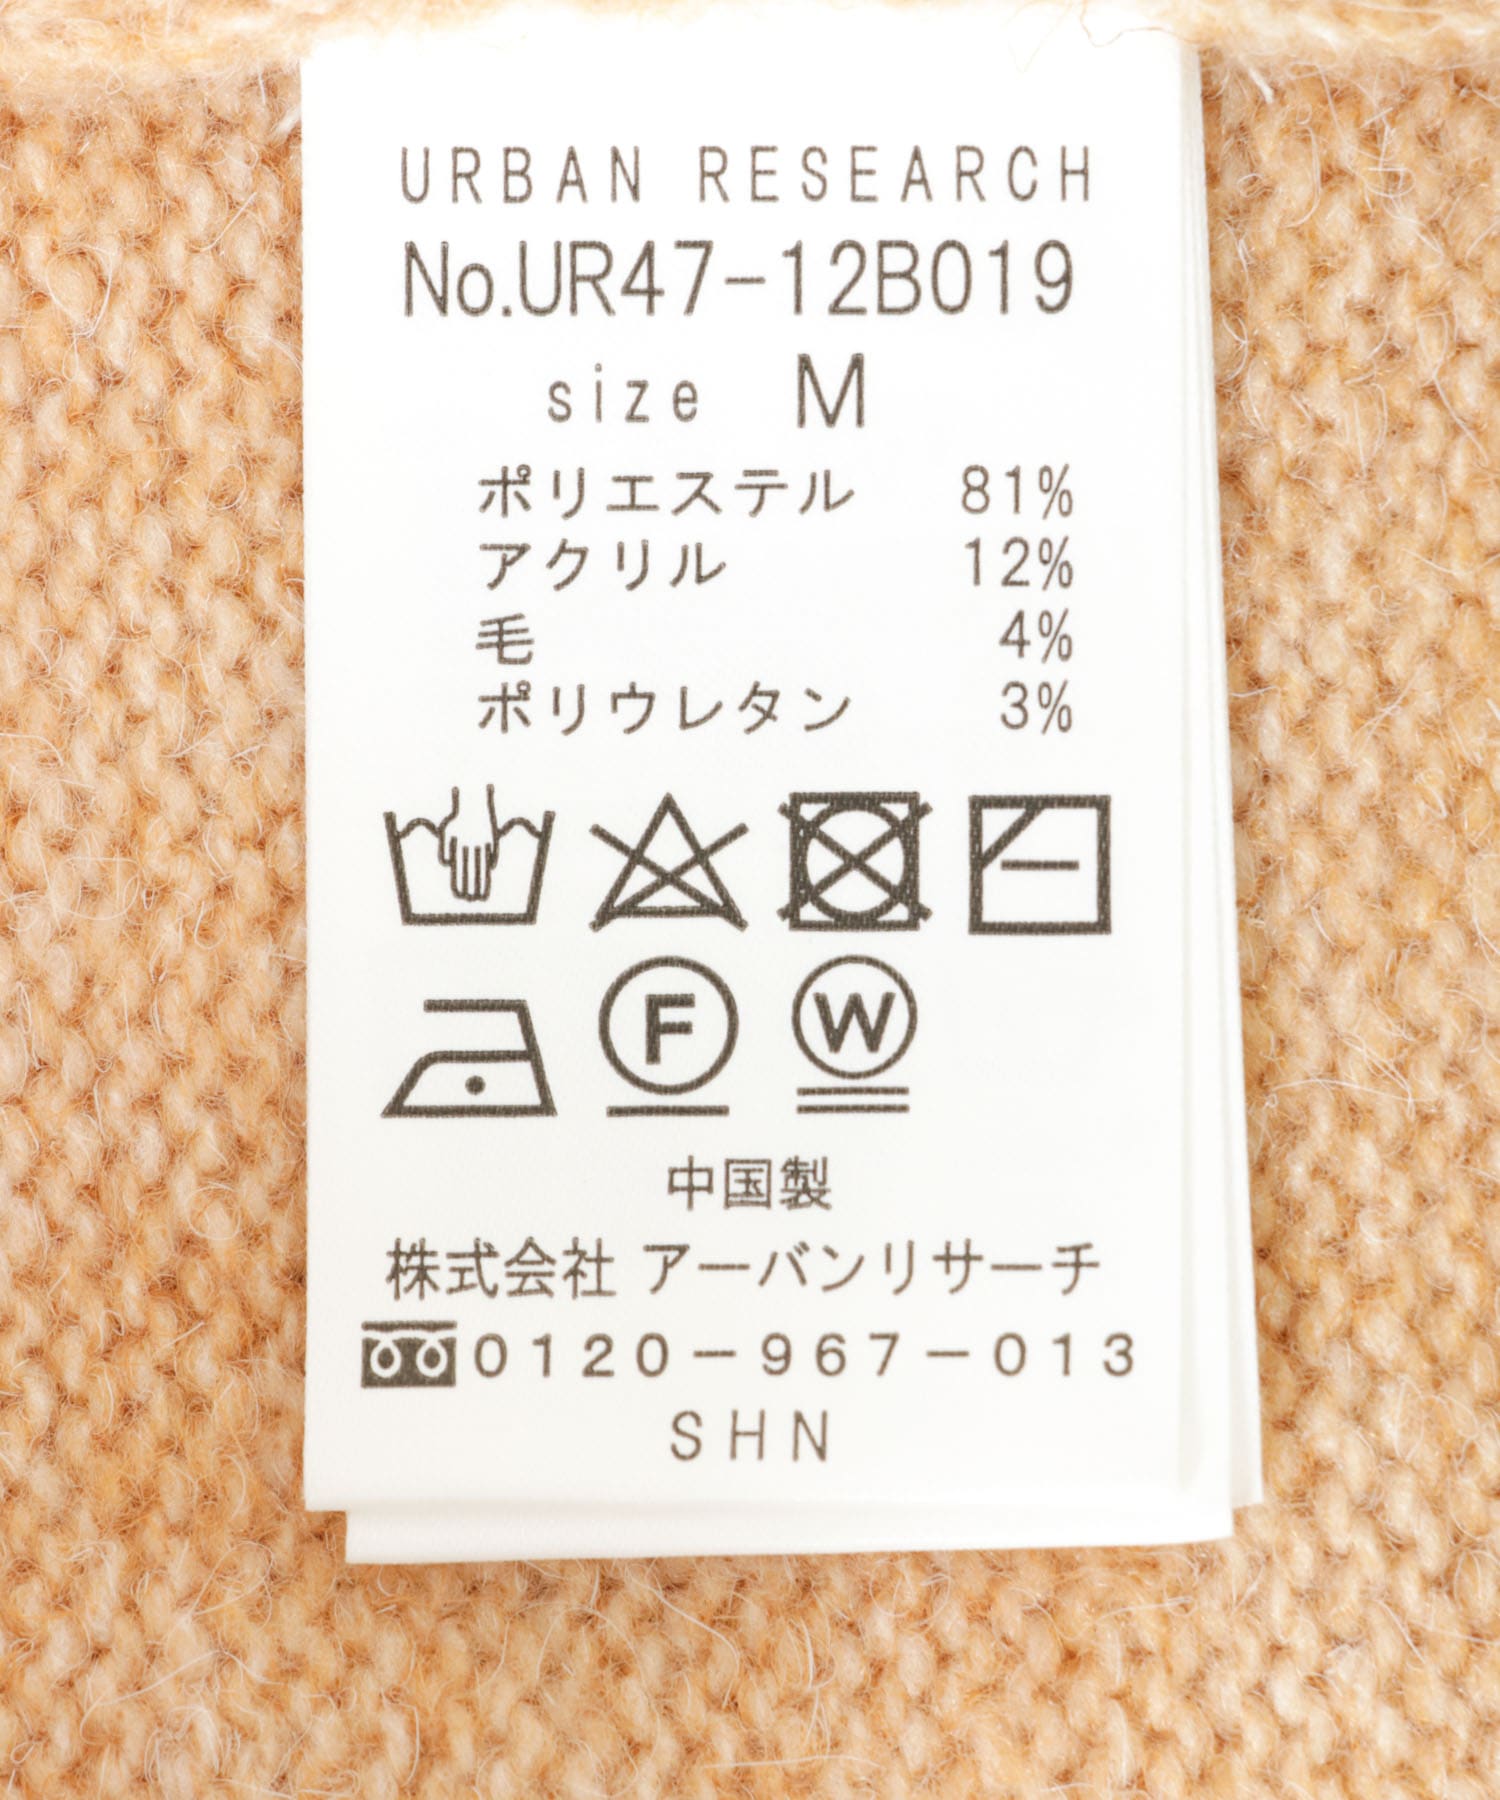 URBAN RESEARCH
No.UR47-12B019
size M
ポリエステル 81%
アクリル 12%
毛 4%
ポリウレタン 3%
F W
中国製
株式会社 アーバンリサーチ
0120-967-013
SHN